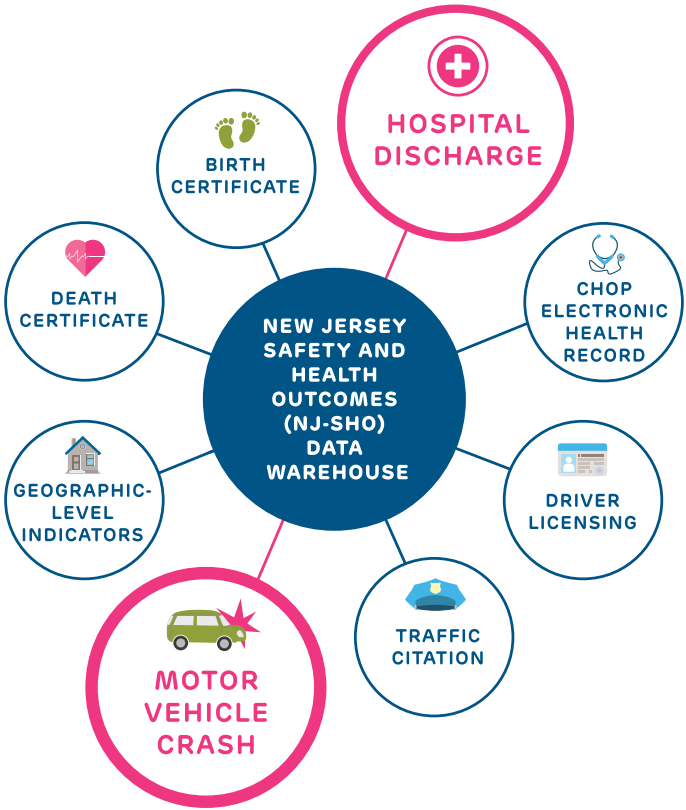 HOSPITAL
DISCHARGE
BIRTH
CERTIFICATE
DEATH
CERTIFICATE
CHOP
ELECTRONIC
HEALTH
RECORD
NEW JERSEY
SAFETY AND
HEALTH
OUTCOMES
(NJ-SHO)
DATA
WAREHOUSE
GEOGRAPHIC-
LEVEL
INDICATORS
DRIVER
LICENSING
TRAFFIC
CITATION
MOTOR
VEHICLE
CRASH